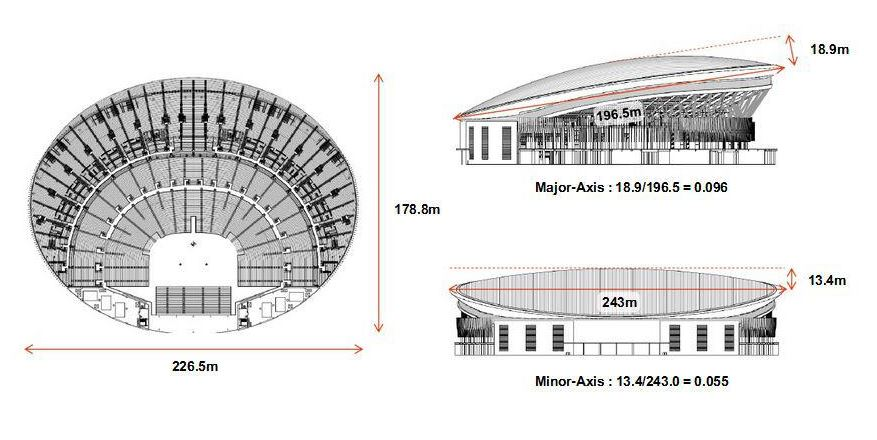 178.8m
226.5m
18.9m
196.5m
Major-Axis : 18.9/196.5 = 0.096
13.4m
243m
Minor-Axis : 13.4/243.0 = 0.055